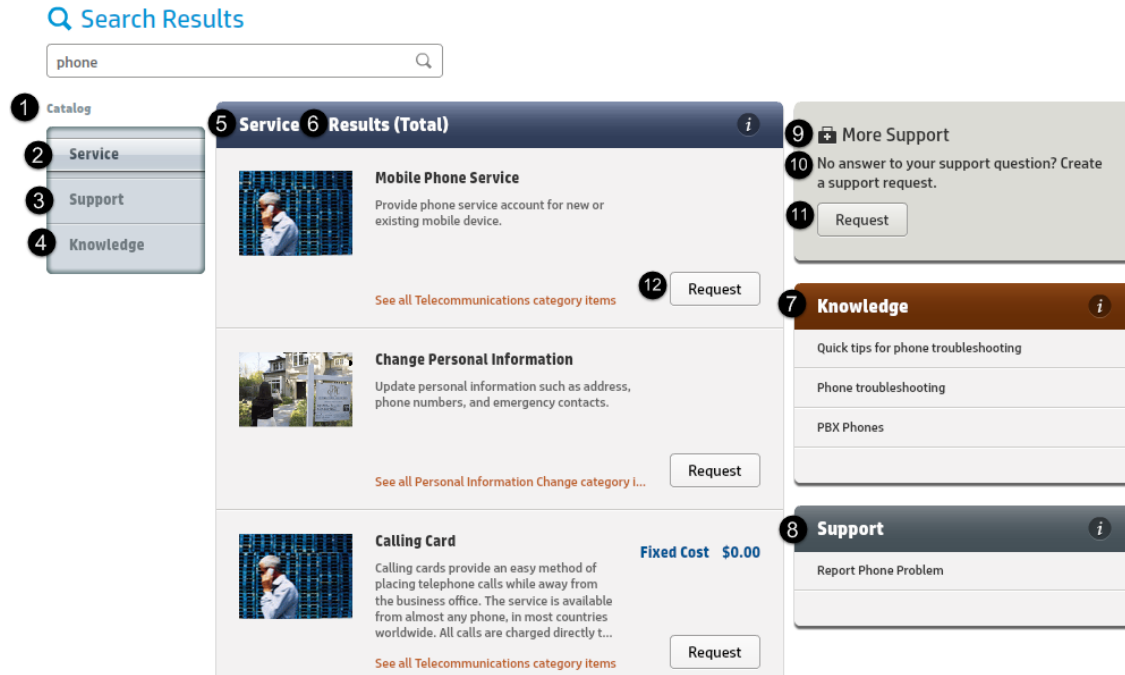 Search Results
phone
1 Catalog
2 Service
3 Support
4 Knowledge
5 Service 6 Results (Total) i
Mobile Phone Service
Provide phone service account for new or
existing mobile device.
See all Telecommunications category items
12 Request
Change Personal Information
Update personal information such as address,
phone numbers, and emergency contacts.
See all Personal Information Change category i...
Request
Calling Card
Fixed Cost $0.00
Calling cards provide an easy method of
placing telephone calls while away from
the business office. The service is available
from almost any phone, in most countries
worldwide. All calls are charged directly t...
See all Telecommunications category items
Request
9 More Support
10 No answer to your support question? Create
a support request.
11 Request
7 Knowledge i
Quick tips for phone troubleshooting
Phone troubleshooting
PBX Phones
8 Support i
Report Phone Problem